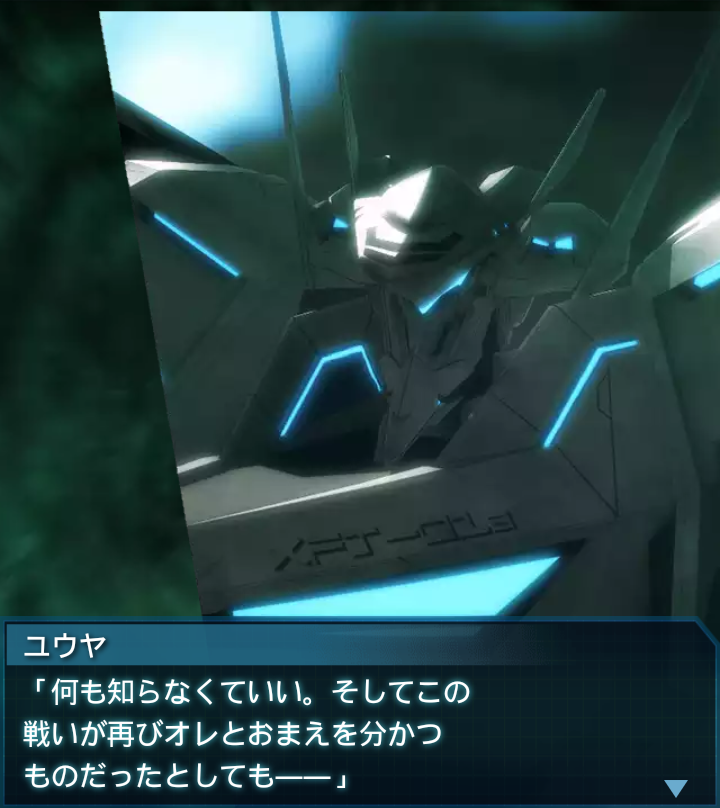 ユウヤ
「何も知らなくていい。そしてこの
戦いが再びオレとおまえを分かつ
ものだったとしても――」